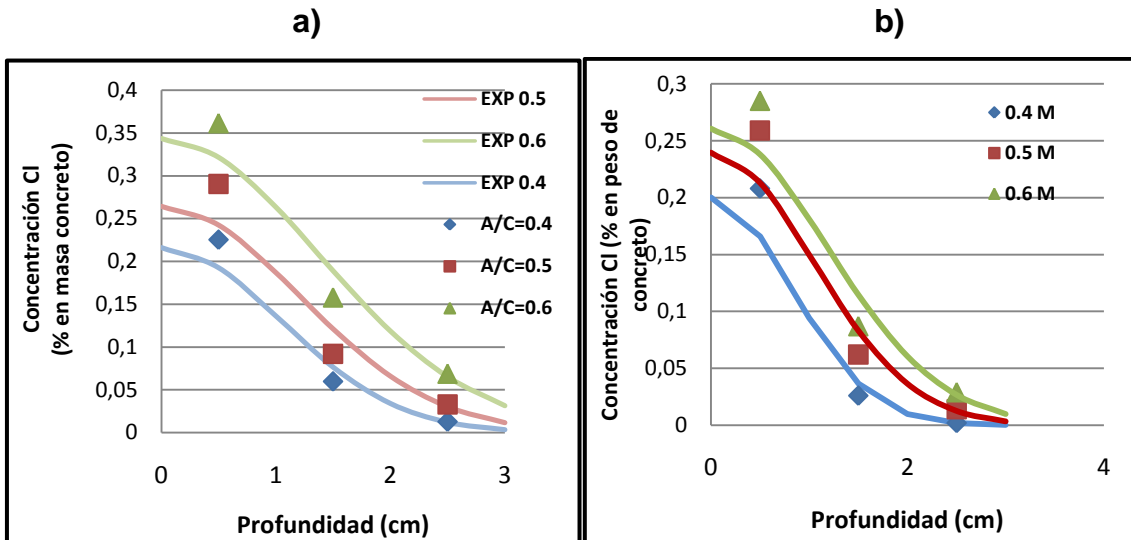 a)
b)
Concentración Cl
(% en masa concreto)
0,4
0,35
0,3
0,25
0,2
0,15
0,1
0,05
0
0
1
2
3
Profundidad (cm)
EXP 0.5
EXP 0.6
EXP 0.4
A/C=0.4
A/C=0.5
A/C=0.6
Concentración Cl (% en peso de
concreto)
0,3
0,25
0,2
0,15
0,1
0,05
0
0
2
4
Profundidad (cm)
0.4 M
0.5 M
0.6 M